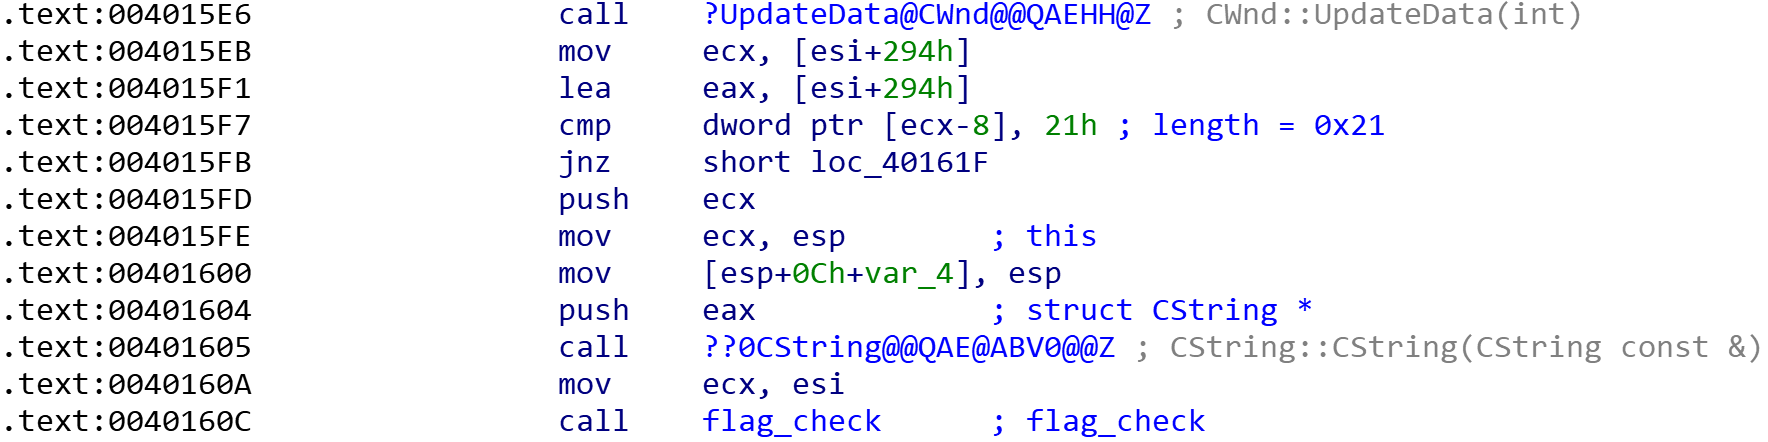 .text:004015E6 call ?UpdateData@CWnd@@QAEHH@Z ; CWnd::UpdateData(int)
.text:004015EB mov ecx, [esi+294h]
.text:004015F1 lea eax, [esi+294h]
.text:004015F7 cmp dword ptr [ecx-8], 21h ; length = 0x21
.text:004015FB jnz short loc_40161F
.text:004015FD push ecx
.text:004015FE mov ecx, esp ; this
.text:00401600 mov [esp+0Ch+var_4], esp
.text:00401604 push eax ; struct CString *
.text:00401605 call ??0CString@@QAE@ABV0@@Z ; CString::CString(CString const &)
.text:0040160A mov ecx, esi
.text:0040160C call flag_check ; flag_check